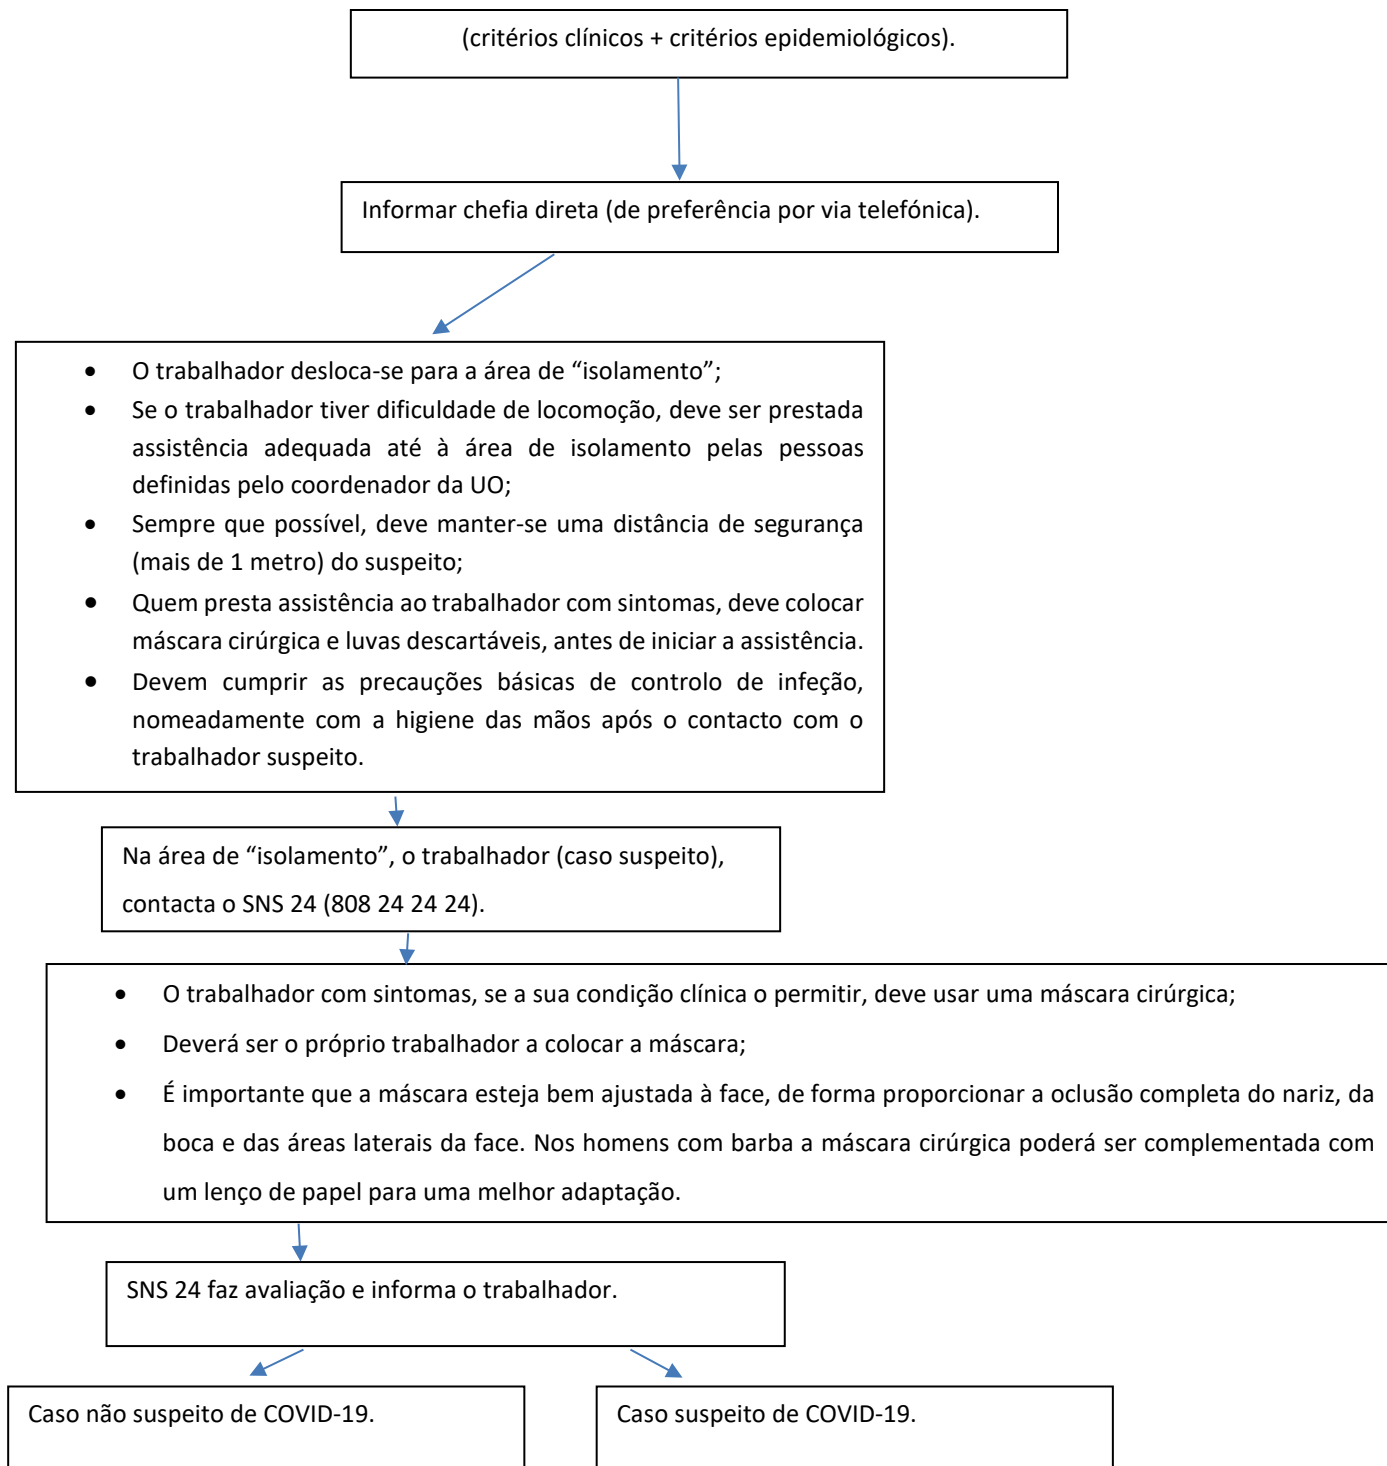 (critérios clínicos + critérios epidemiológicos).
Informar chefia direta (de preferência por via telefónica).
• O trabalhador desloca-se para a área de “isolamento”;
• Se o trabalhador tiver dificuldade de locomoção, deve ser prestada
assistência adequada até à área de isolamento pelas pessoas
definidas pelo coordenador da UO;
• Sempre que possível, deve manter-se uma distância de segurança
(mais de 1 metro) do suspeito;
• Quem presta assistência ao trabalhador com sintomas, deve colocar
máscara cirúrgica e luvas descartáveis, antes de iniciar a assistência.
• Devem cumprir as precauções básicas de controlo de infeção,
nomeadamente com a higiene das mãos após o contacto com o
trabalhador suspeito.
Na área de “isolamento”, o trabalhador (caso suspeito),
contacta o SNS 24 (808 24 24 24).
• O trabalhador com sintomas, se a sua condição clínica o permitir, deve usar uma máscara cirúrgica;
• Deverá ser o próprio trabalhador a colocar a máscara;
• É importante que a máscara esteja bem ajustada à face, de forma proporcionar a oclusão completa do nariz, da
boca e das áreas laterais da face. Nos homens com barba a máscara cirúrgica poderá ser complementada com
um lenço de papel para uma melhor adaptação.
SNS 24 faz avaliação e informa o trabalhador.
Caso não suspeito de COVID-19.
Caso suspeito de COVID-19.